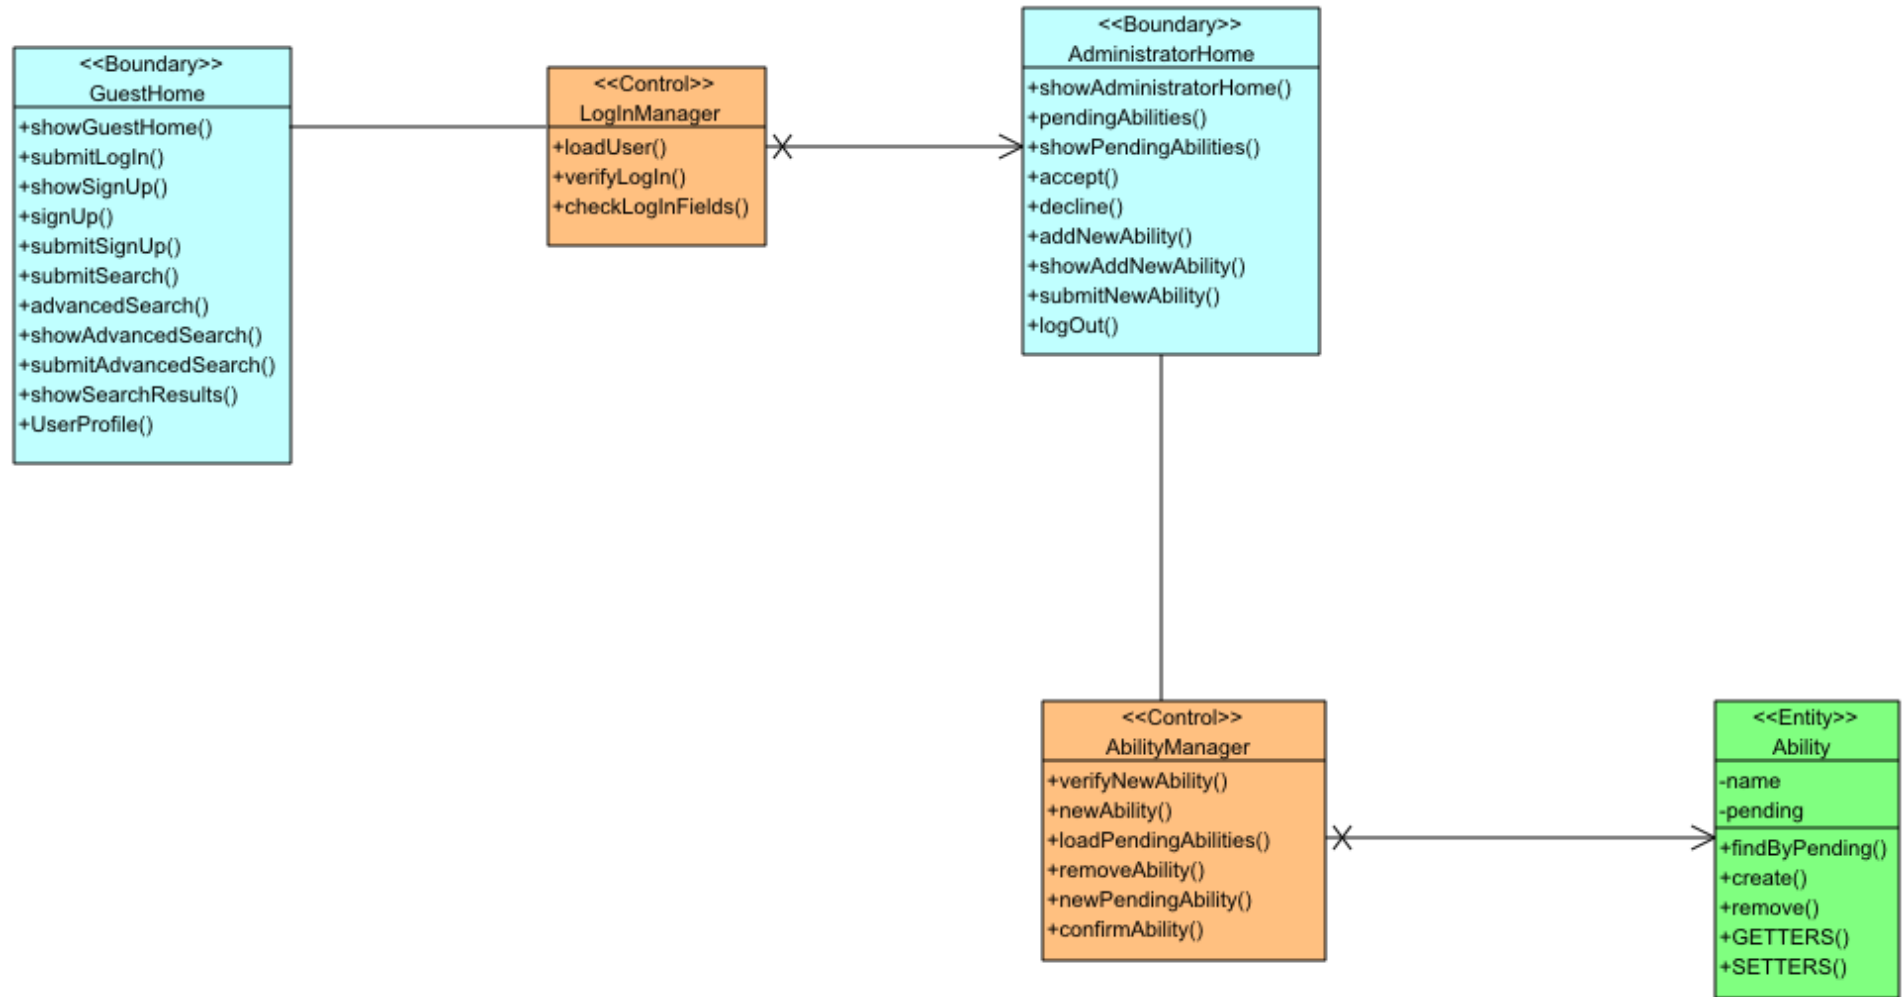 <<Boundary>>
GuestHome
+showGuestHome()
+submitLogIn()
+showSignUp()
+signUp()
+submitSignUp()
+submitSearch()
+advancedSearch()
+showAdvancedSearch()
+submitAdvancedSearch()
+showSearchResults()
+UserProfile()
<<Control>>
LogInManager
+loadUser()
+verifyLogIn()
+checkLogInFields()
<<Boundary>>
AdministratorHome
+showAdministratorHome()
+pendingAbilities()
+showPendingAbilities()
+accept()
+decline()
+addNewAbility()
+showAddNewAbility()
+submitNewAbility()
+logOut()
<<Control>>
AbilityManager
+verifyNewAbility()
+newAbility()
+loadPendingAbilities()
+removeAbility()
+newPendingAbility()
+confirmAbility()
<<Entity>>
Ability
-name
-pending
+findByPending()
+create()
+remove()
+GETTERS()
+SETTERS()